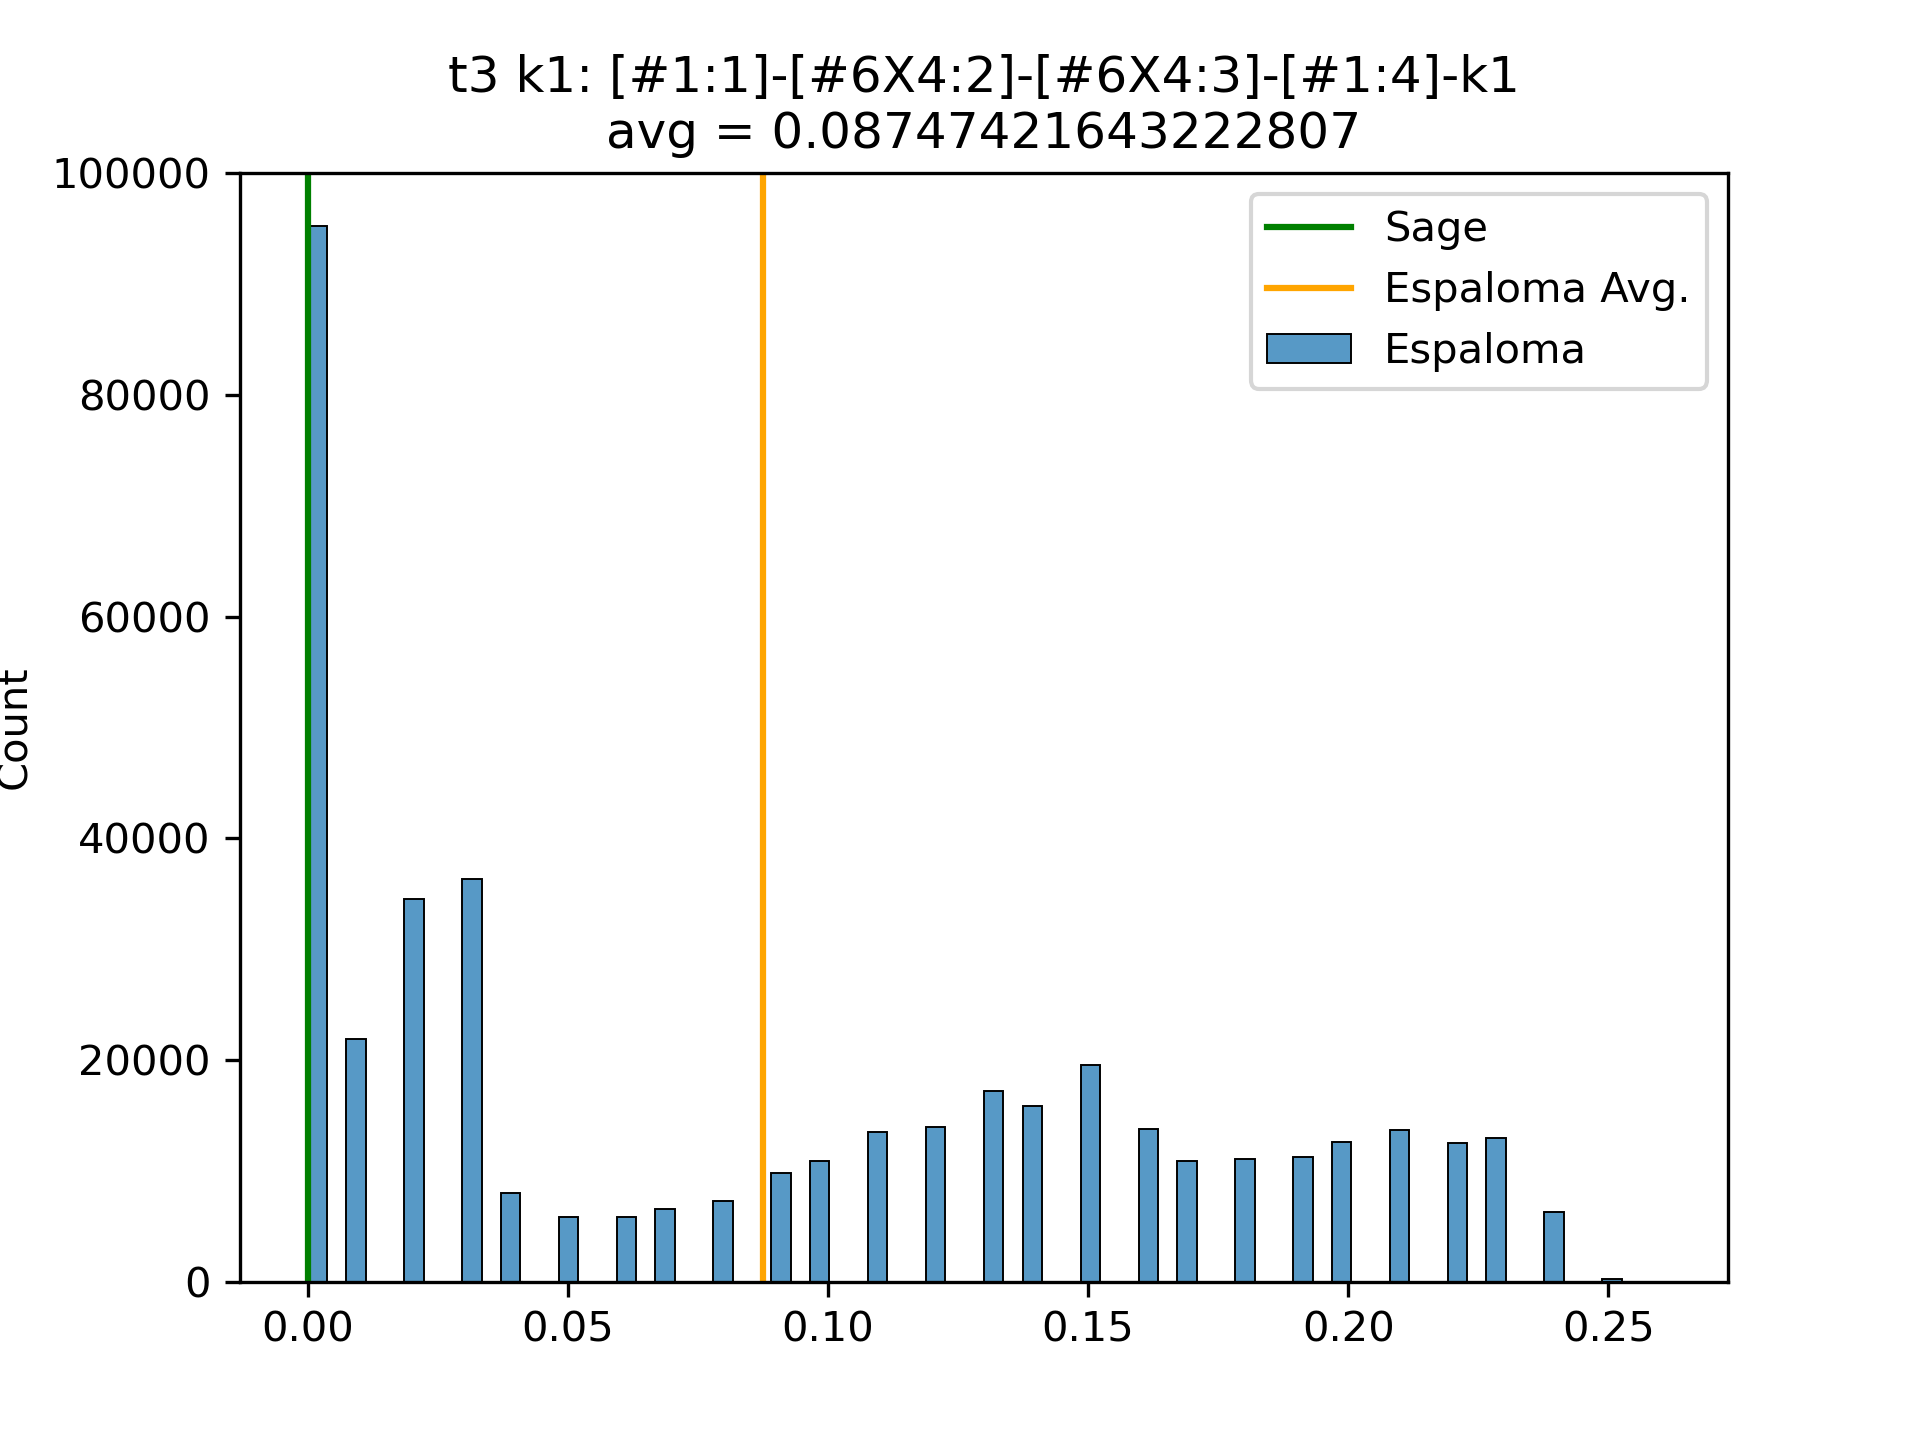 t3 k1: [#1:1]-[#6X4:2]-[#6X4:3]-[#1:4]-k1
avg = 0.08747421643222807
Sage
Espaloma Avg.
Espaloma
Count
100000
80000
60000
40000
20000
0
0.00
0.05
0.10
0.15
0.20
0.25